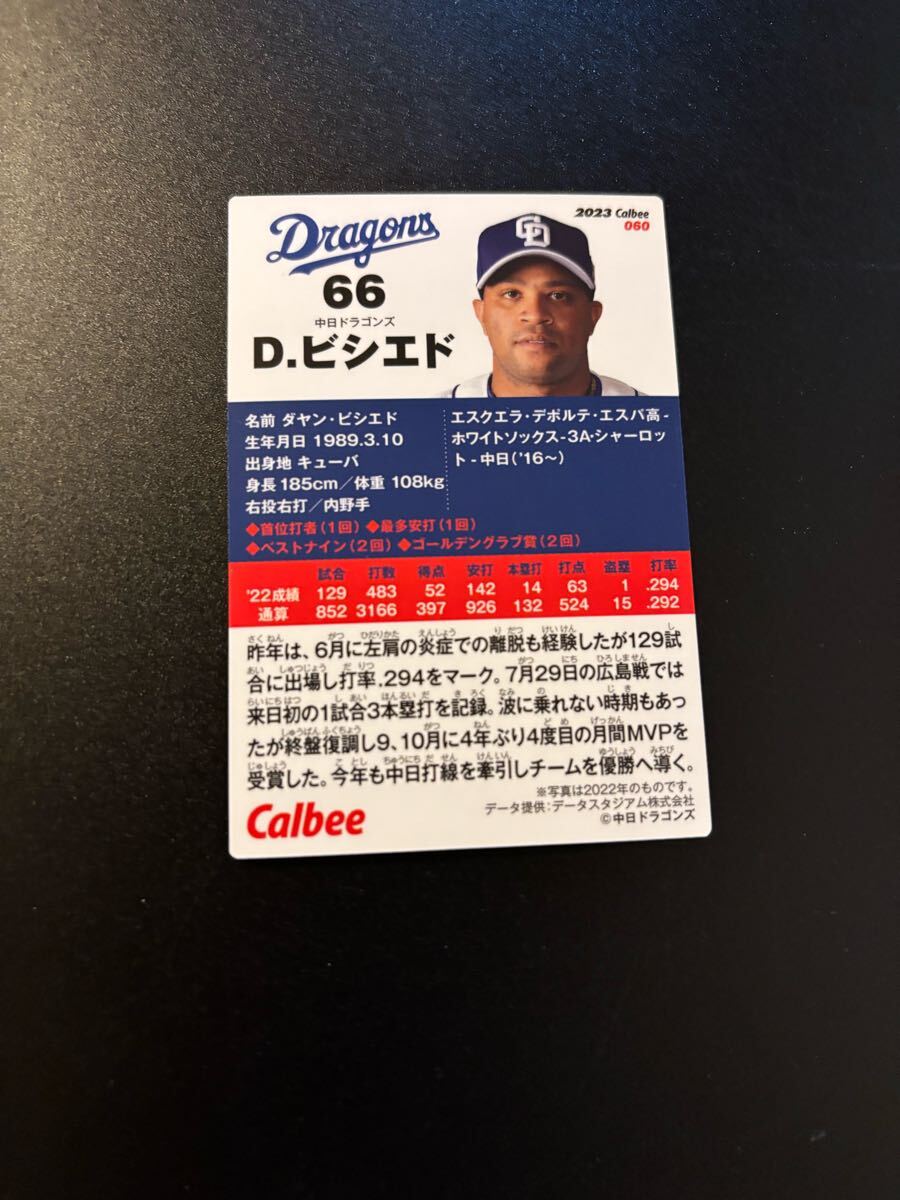 Dragons
2023 Calbee
060
66
中日ドラゴンズ
D.ビシエド
CD
名前 ダヤン・ビシエド
生年月日 1989.3.10
出身地 キューバ
身長185cm/体重 108kg
右投右打/内野手
エスクエラ・デポルテ・エスパ高-
ホワイトソックス-3A・シャーロッ
ト-中日('16~)
◆首位打者(1回)◆最多安打(1回)
◆ベストナイン(2回)◆ゴールデングラブ賞(2回)
試合 打数 得点 安打 本塁打 打点 盗塁 打率
'22成績 129 483 52 142 14 63 1 .294
通算 852 3166 397 926 132 524 15 .292
昨年は、6月に左肩の炎症での離脱も経験したが129試
合に出場し打率.294をマーク。7月29日の広島戦では
来日初の1試合3本塁打を記録。波に乗れない時期もあっ
たが終盤復調し9、10月に4年ぶり4度目の月間MVPを
受賞した。今年も中日打線を牽引しチームを優勝へ導く。
※写真は2022年のものです。
データ提供:データスタジアム株式会社
©中日ドラゴンズ
Calbee